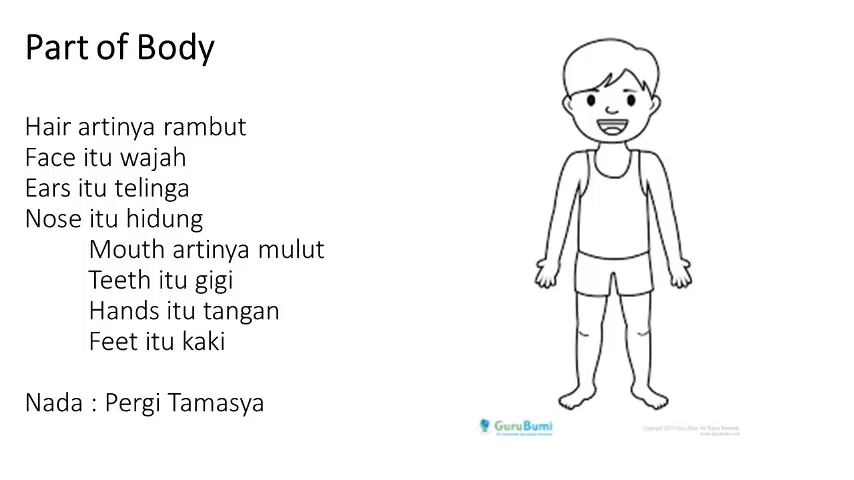 Part of Body
Hair artinya rambut
Face itu wajah
Ears itu telinga
Nose itu hidung
Mouth artinya mulut
Teeth itu gigi
Hands itu tangan
Feet itu kaki
Nada : Pergi Tamasya
GuruBumi